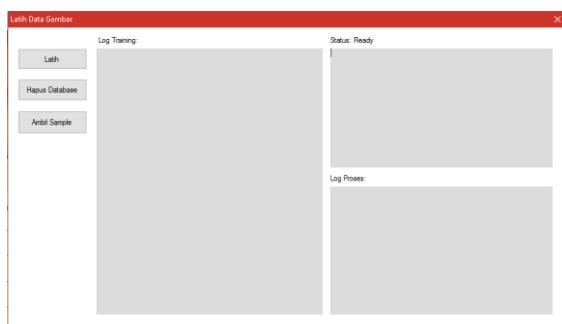 Latih Data Gambar
Log Training:
Status: Ready
Latih
Hapus Database
Ambil Sample
Log Proses: